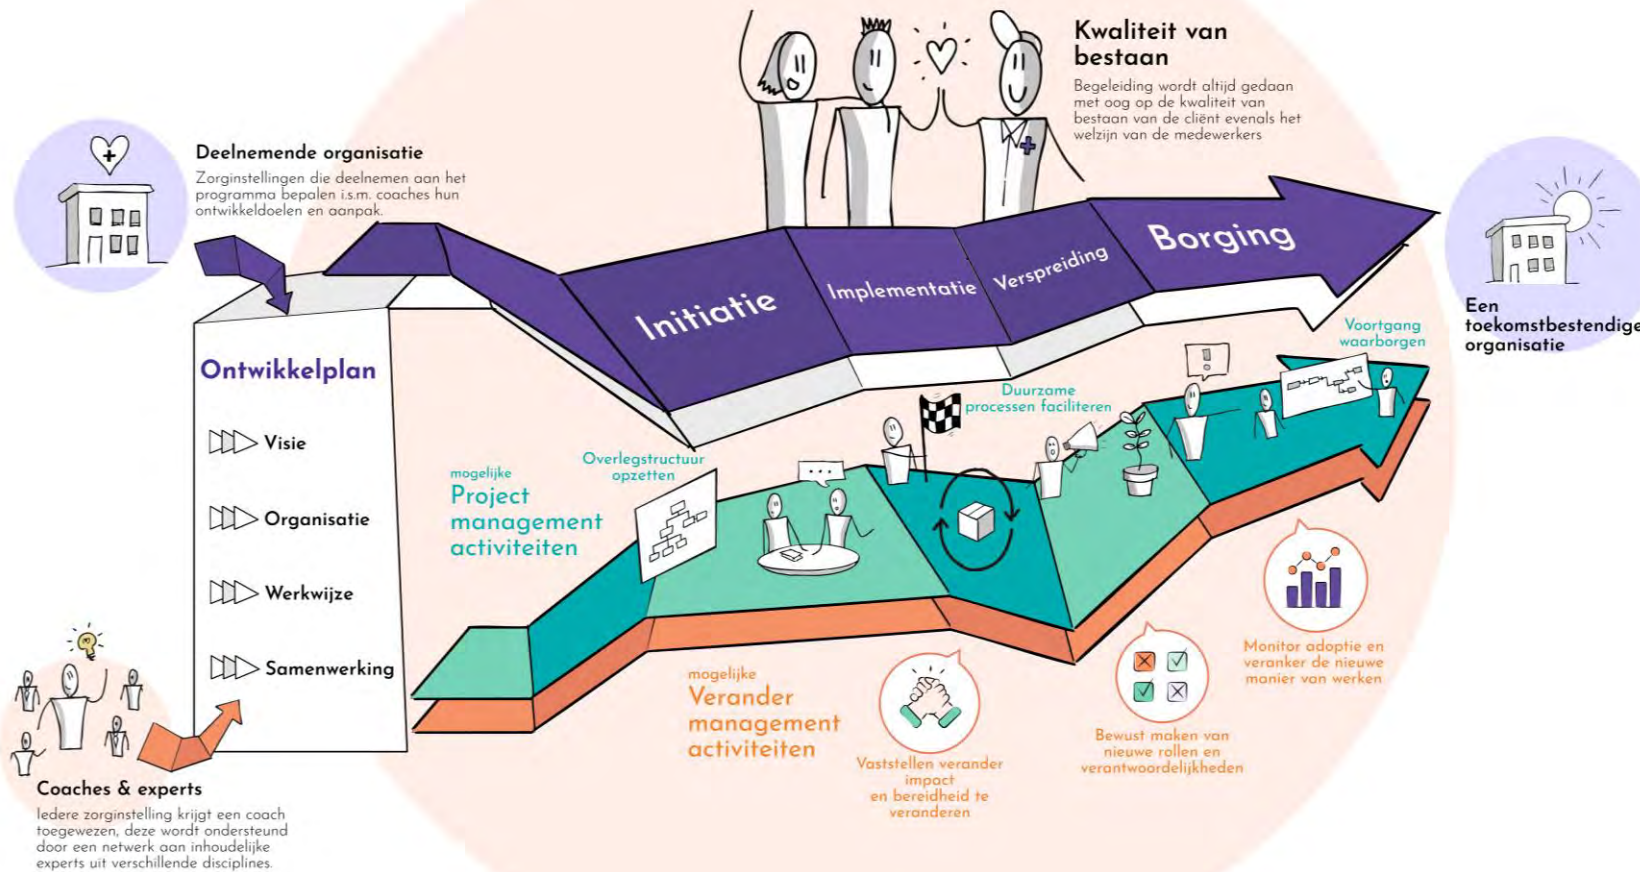 Kwaliteit van
bestaan
Begeleiding wordt altijd gedaan
met oog op de kwaliteit van
bestaan van de cliënt evenals het
welzijn van de medewerkers
Deelnemende organisatie
Zorginstellingen die deelnemen aan het
programma bepalen i.s.m. coaches hun
ontwikkeldoelen en aanpak.
Initiatie
Implementatie
Verspreiding
Borging
Een
toekomstbestendige
organisatie
Ontwikkelplan
Visie
Organisatie
Werkwijze
Samenwerking
mogelijke
Project
management
activiteiten
Overlegstructuur
opzetten
Duurzame
processen faciliteren
Voortgang
waarborgen
mogelijke
Verander
management
activiteiten
Vaststellen verander
impact
en bereidheid te
veranderen
Bewust maken van
nieuwe rollen en
verantwoordelijkheden
Monitor adoptie en
veranker de nieuwe
manier van werken
Coaches & experts
Iedere zorginstelling krijgt een coach
toegewezen, deze wordt ondersteund
door een netwerk aan inhoudelijke
experts uit verschillende disciplines.